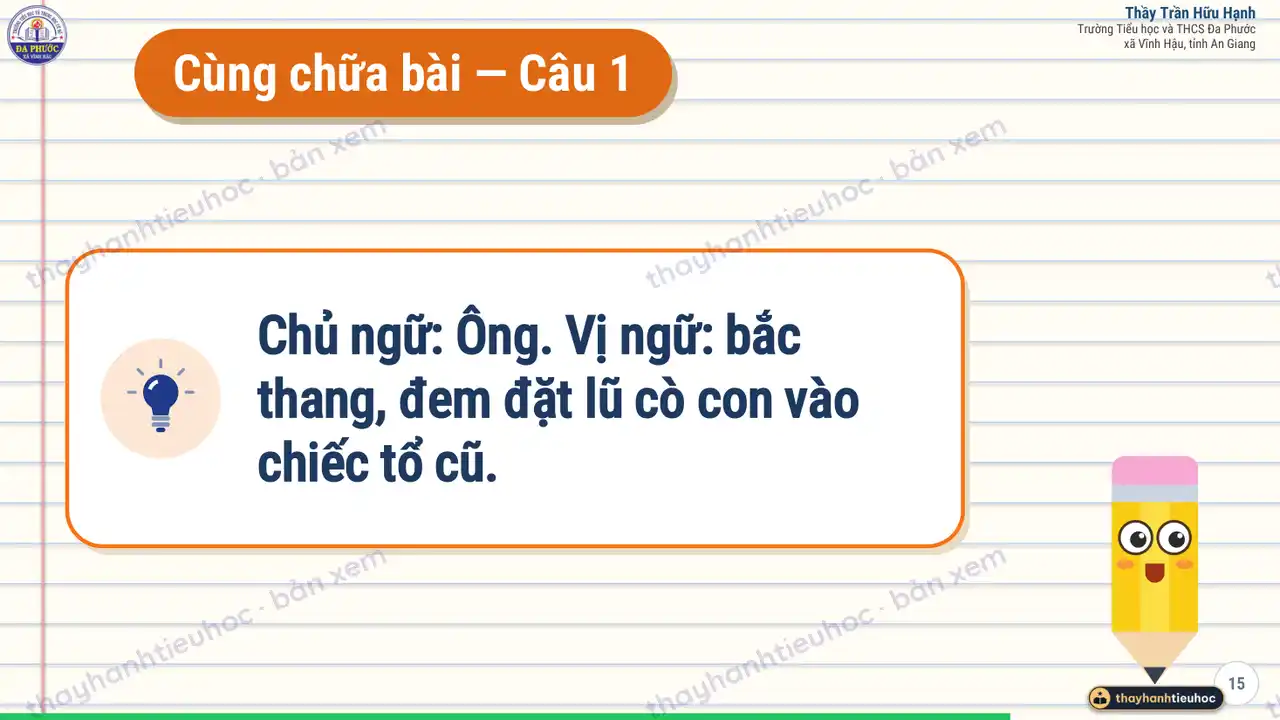 ĐA PHƯỚC
Thầy Trần Hữu Hạnh
Trường Tiểu học và THCS Đa Phước
xã Vĩnh Hậu, tỉnh An Giang
Cùng chữa bài – Câu 1
thayhanhtieuhoc · bản xem
thayhanhtieuhoc · bản xem
Chủ ngữ: Ông. Vị ngữ: bắc
thang, đem đặt lũ cò con vào
chiếc tổ cũ.
thayhanhtieuhoc · bản xem
thayhanhtieuhoc · bản xem
thayhanhtieuhoc
15